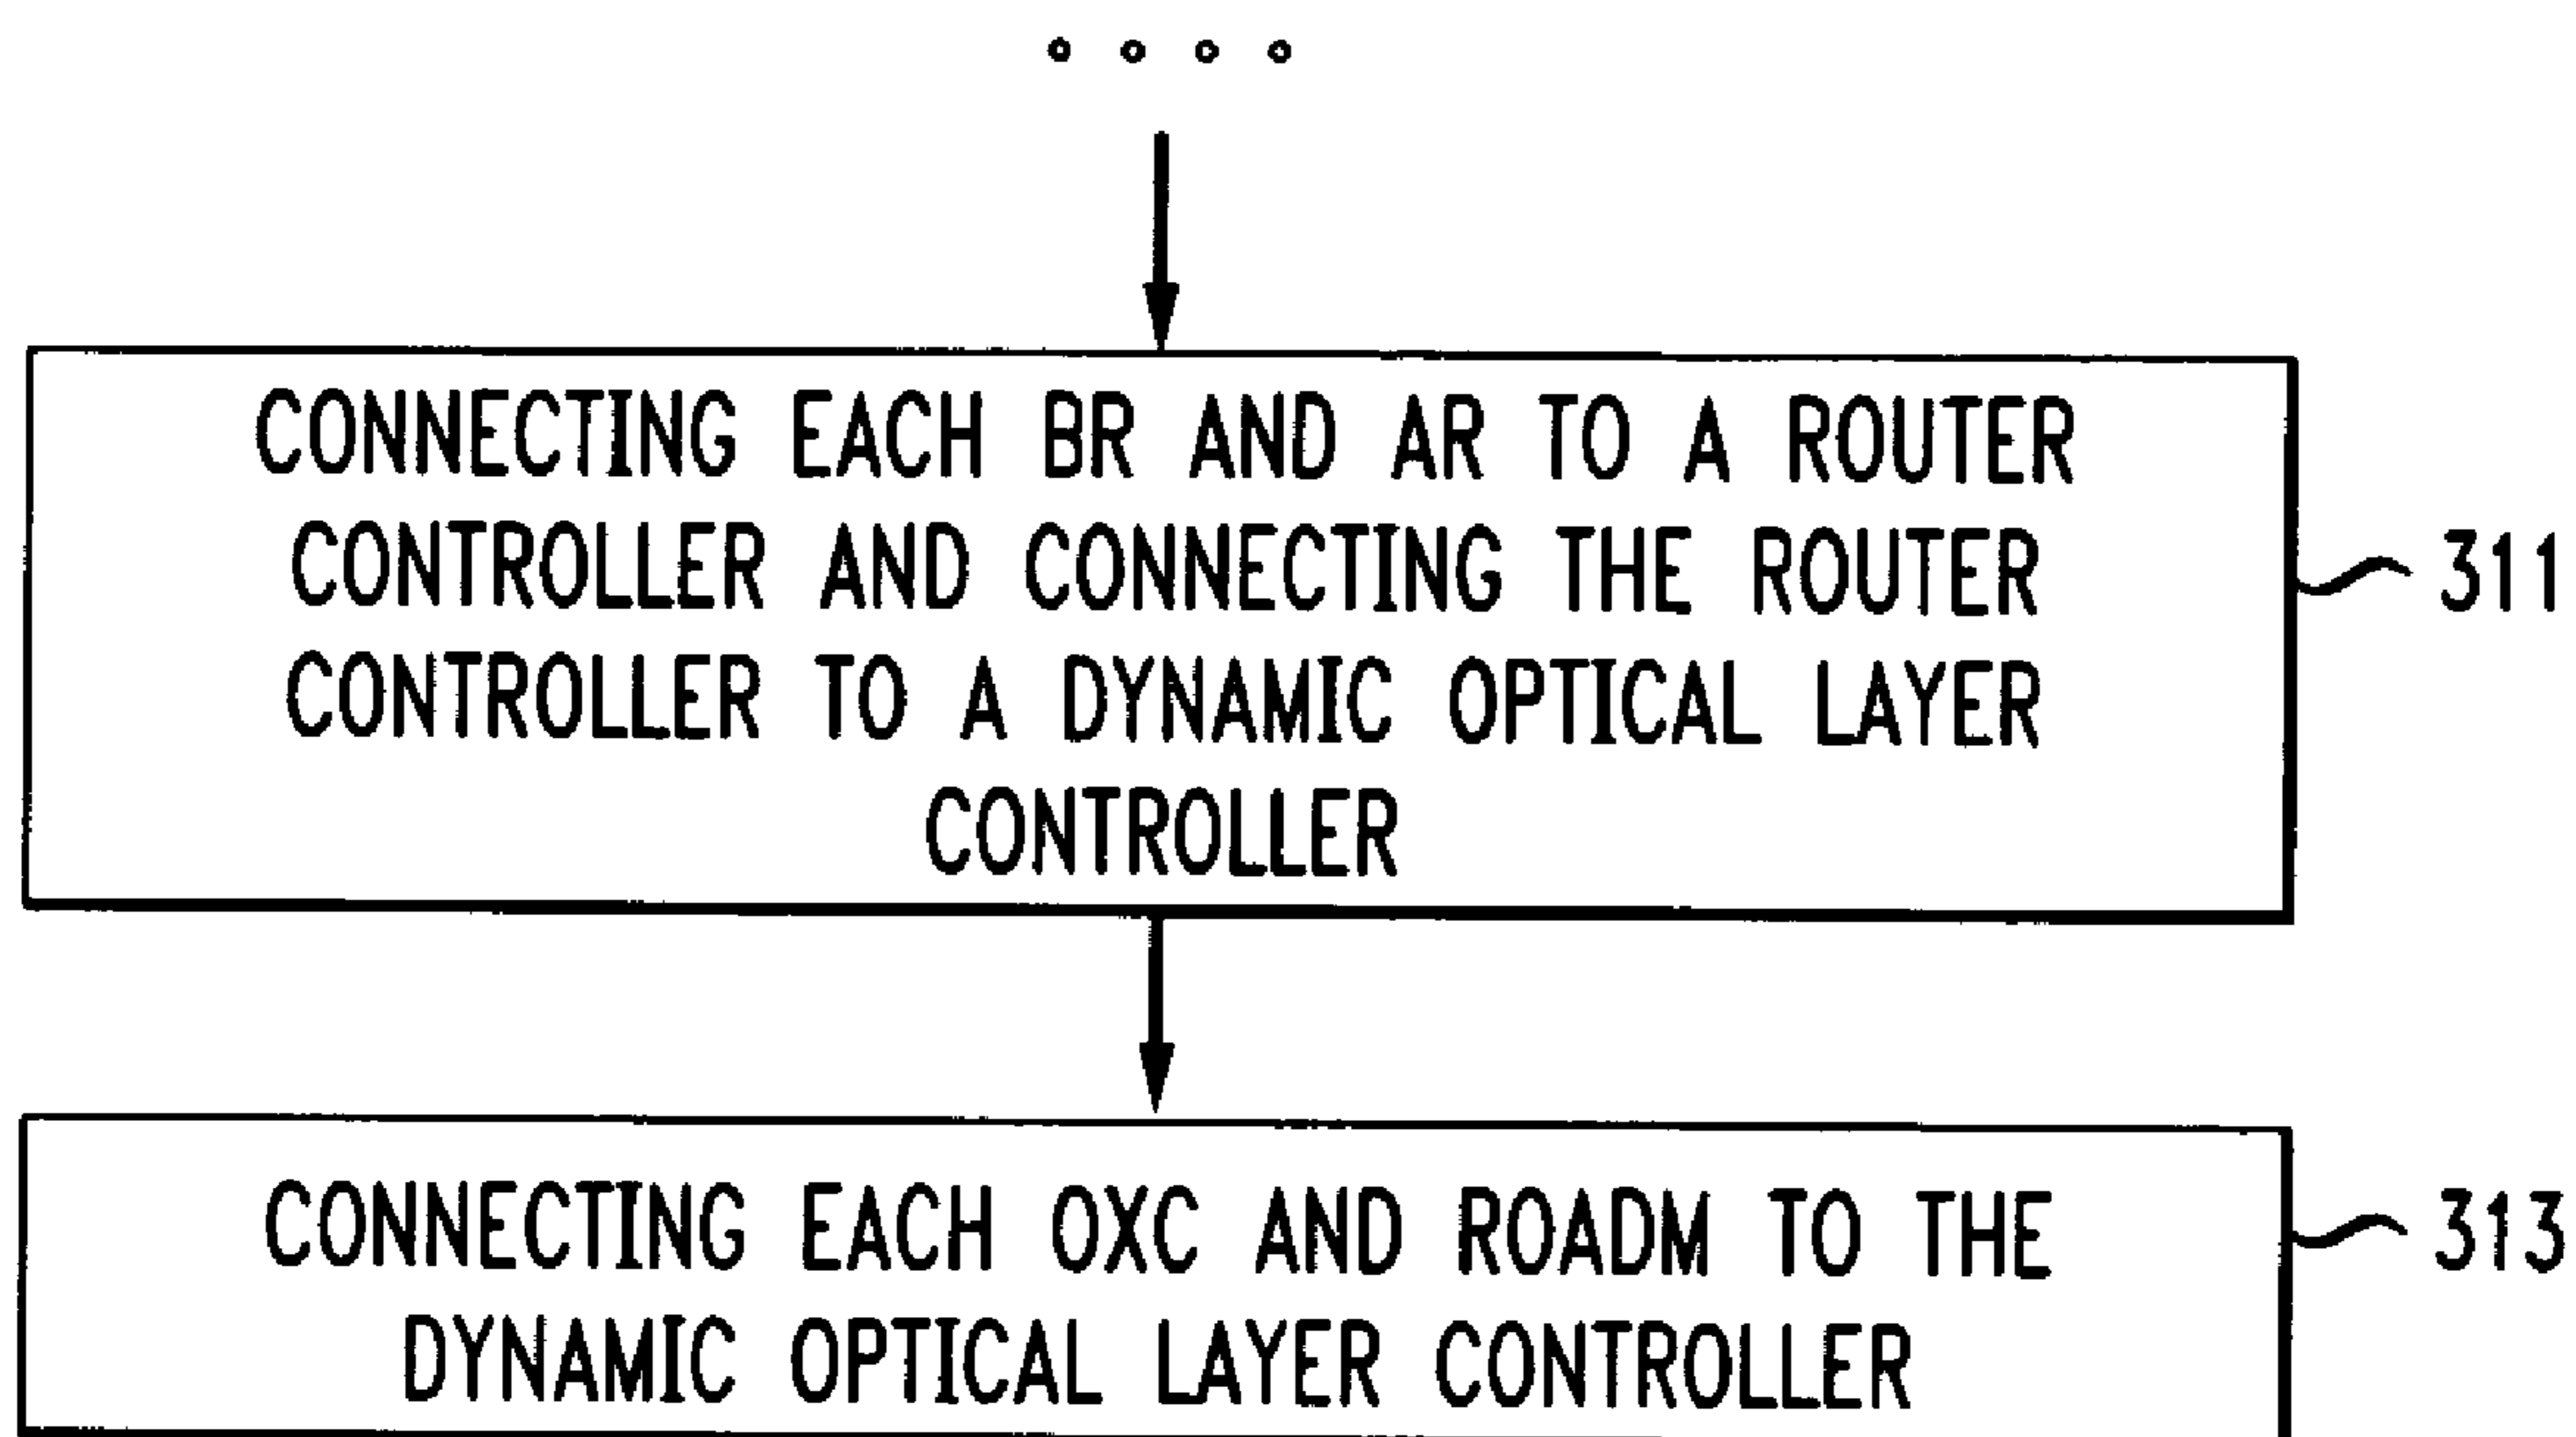 CONNECTING EACH BR AND AR TO A ROUTER
CONTROLLER AND CONNECTING THE ROUTER
CONTROLLER TO A DYNAMIC OPTICAL LAYER
CONTROLLER
311
CONNECTING EACH OXC AND ROADM TO THE
DYNAMIC OPTICAL LAYER CONTROLLER
313